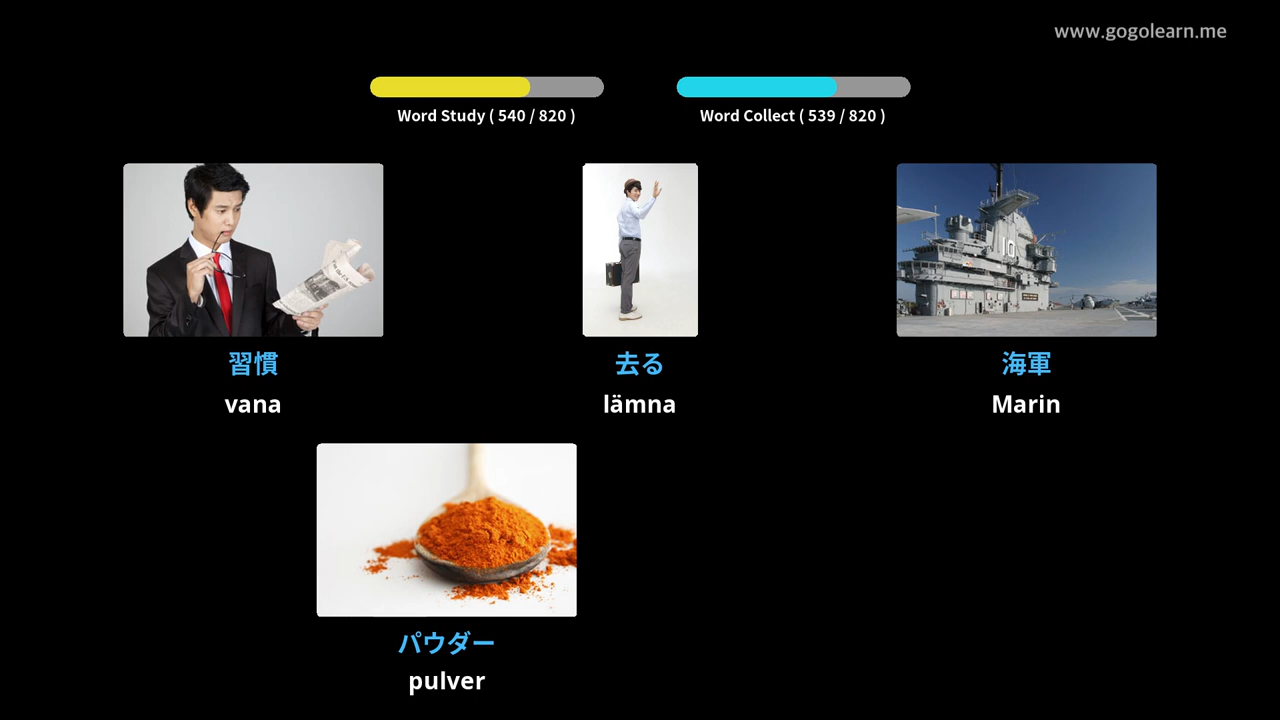 www.gogolearn.me
Word Study ( 540 / 820 )
Word Collect ( 539 / 820 )
習慣
vana
去る
lämna
海軍
Marin
16
パウダー
pulver